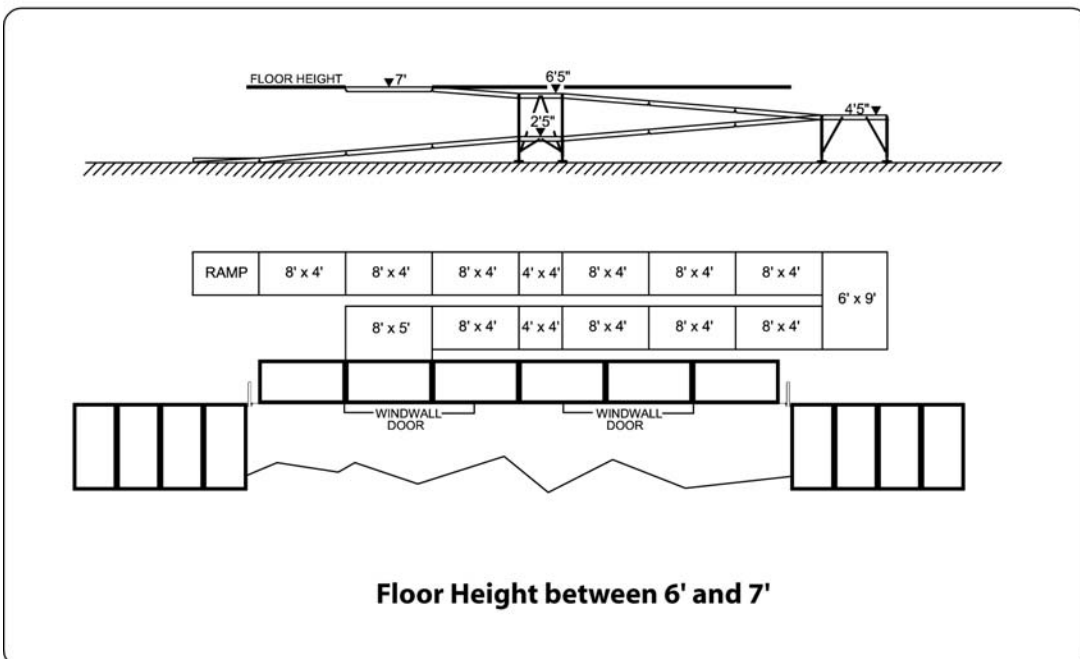 FLOOR HEIGHT 7' 6'5"
2'5" 4'5"
RAMP 8' x 4' 8' x 4' 8' x 4' 4' x 4' 8' x 4' 8' x 4' 8' x 4'
6' x 9'
8' x 5' 8' x 4' 4' x 4' 8' x 4' 8' x 4' 8' x 4'
WINDWALL
DOOR
WINDWALL
DOOR
Floor Height between 6' and 7'